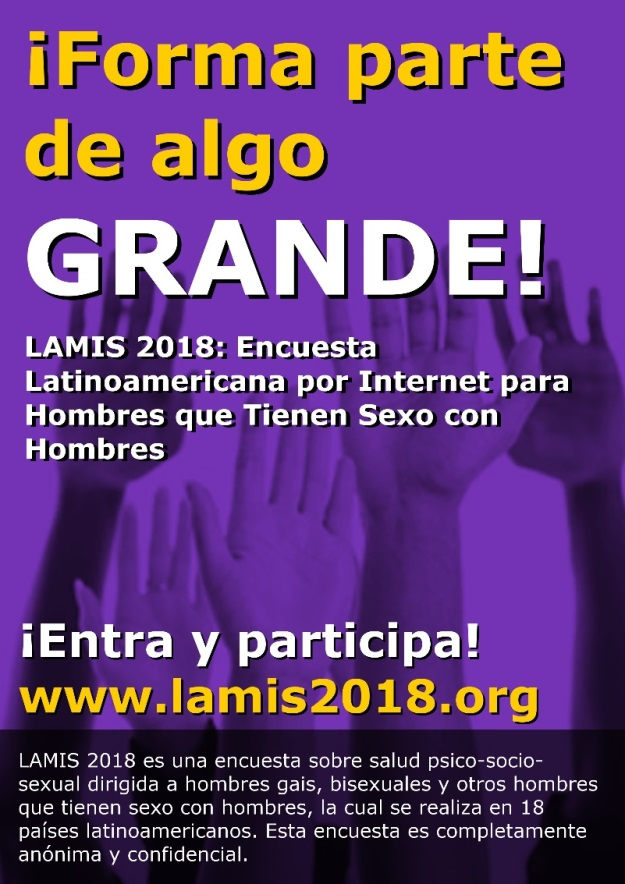 ¡Forma parte
de algo
GRANDE!
LAMIS 2018: Encuesta
Latinoamericana por Internet para
Hombres que Tienen Sexo con
Hombres
¡Entra y participa!
www.lamis2018.org
LAMIS 2018 es una encuesta sobre salud psico-socio-
sexual dirigida a hombres gais, bisexuales y otros hombres
que tienen sexo con hombres, la cual se realiza en 18
países latinoamericanos. Esta encuesta es completamente
anónima y confidencial.